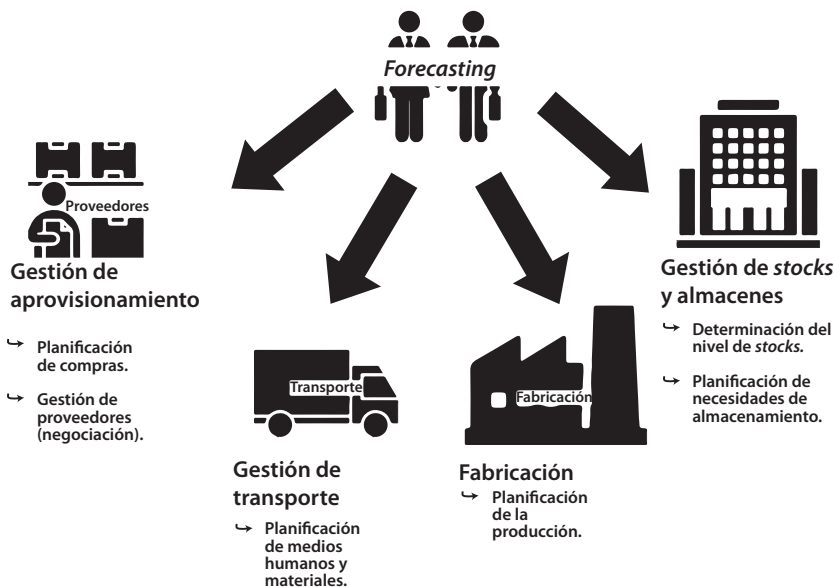 Forecasting
Proveedores
Gestión de
aprovisionamiento
↪ Planificación
de compras.
↪ Gestión de
proveedores
(negociación).
Transporte
Gestión de
transporte
↪ Planificación
de medios
humanos y
materiales.
Fabricación
Fabricación
↪ Planificación
de la
producción.
Gestión de stocks
y almacenes
↪ Determinación del
nivel de stocks.
↪ Planificación de
necesidades de
almacenamiento.